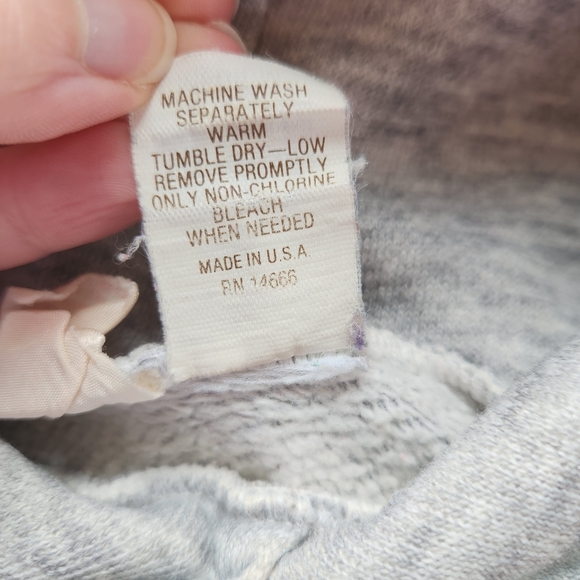 MACHINE WASH
SEPARATELY
WARM
TUMBLE DRY—LOW
REMOVE PROMPTLY
ONLY NON-CHLORINE
BLEACH
WHEN NEEDED
MADE IN U.S.A.
RN 14666